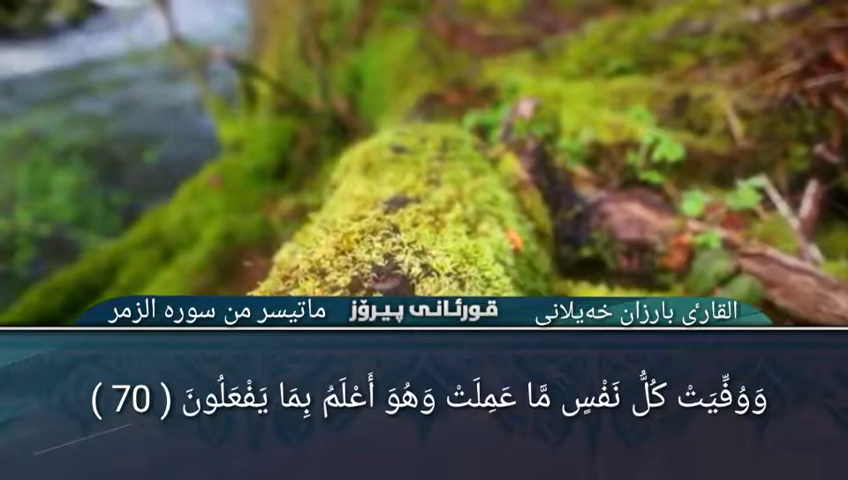 القارئ بارزان خەیلانی قورئانی پیرۆز ماتیسر من سوره الزمر
وَوُفِّيَتْ كُلُّ نَفْسٍ مَّا عَمِلَتْ وَهُوَ أَعْلَمُ بِمَا يَفْعَلُونَ ( 70 )